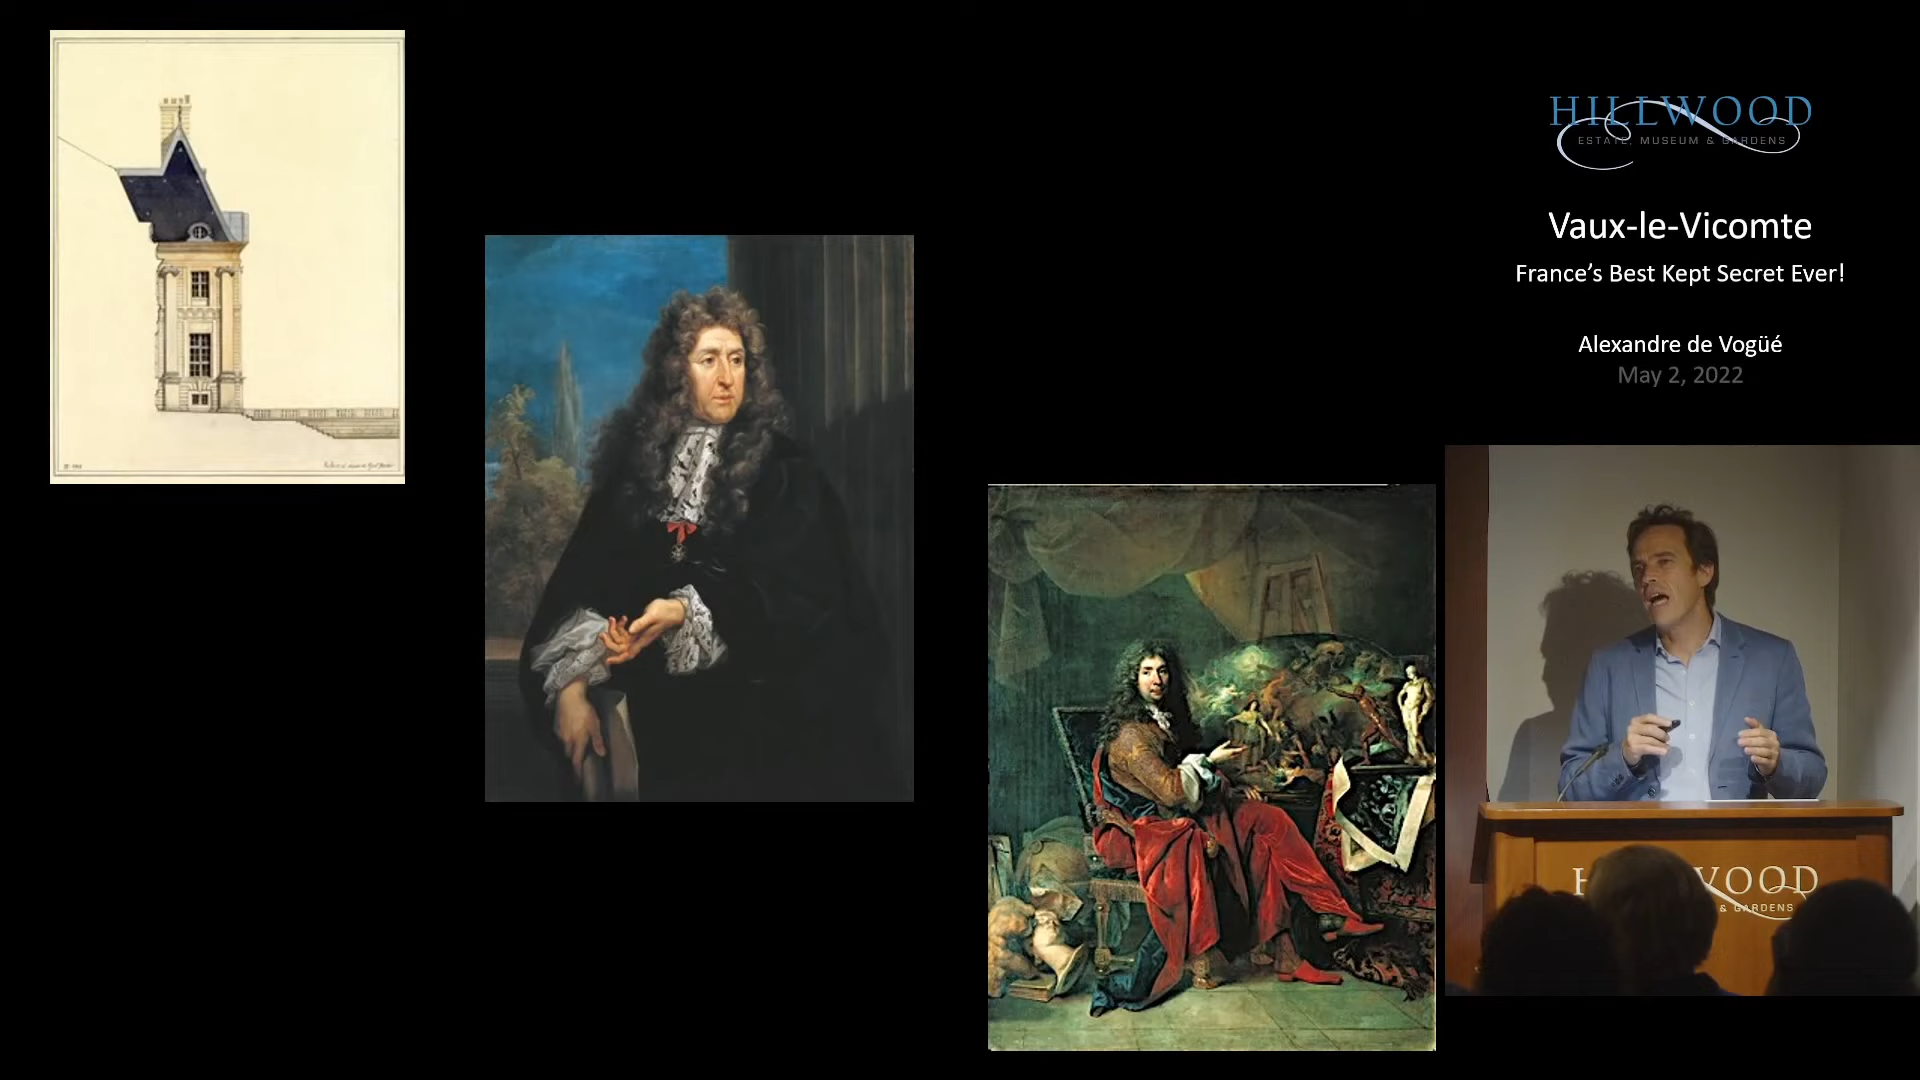 HILLWOOD
ESTATE, MUSEUM & GARDENS
Vaux-le-Vicomte
France's Best Kept Secret Ever!
Alexandre de Vogüé
May 2, 2022
WOOD
& GARDENS